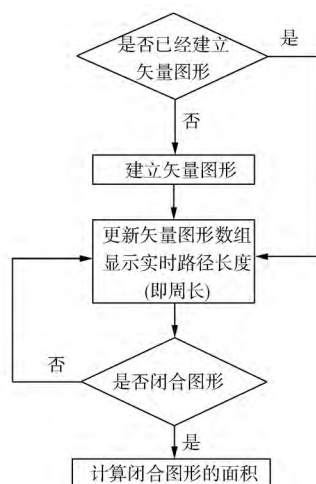 是否已经建立
矢量图形
是
否
建立矢量图形
更新矢量图形数组
显示实时路径长度
(即周长)
否
是否闭合图形
是
计算闭合图形的面积